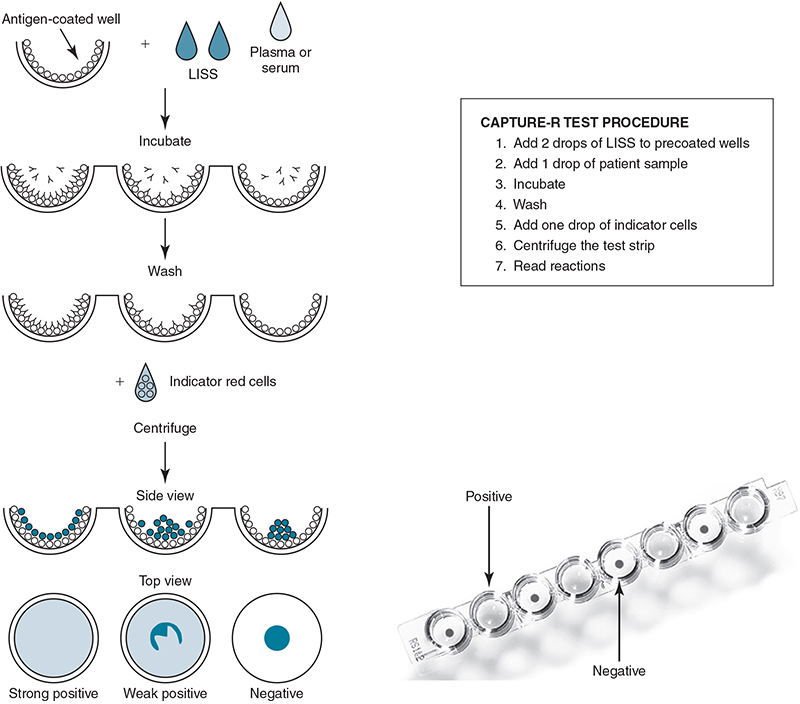 Antigen-coated well
+
LISS
Plasma or
serum
Incubate
Wash
+
Indicator red cells
Centrifuge
Side view
Top view
Strong positive
Weak positive
Negative
CAPTURE-R TEST PROCEDURE
1. Add 2 drops of LISS to precoated wells
2. Add 1 drop of patient sample
3. Incubate
4. Wash
5. Add one drop of indicator cells
6. Centrifuge the test strip
7. Read reactions
Positive
Negative